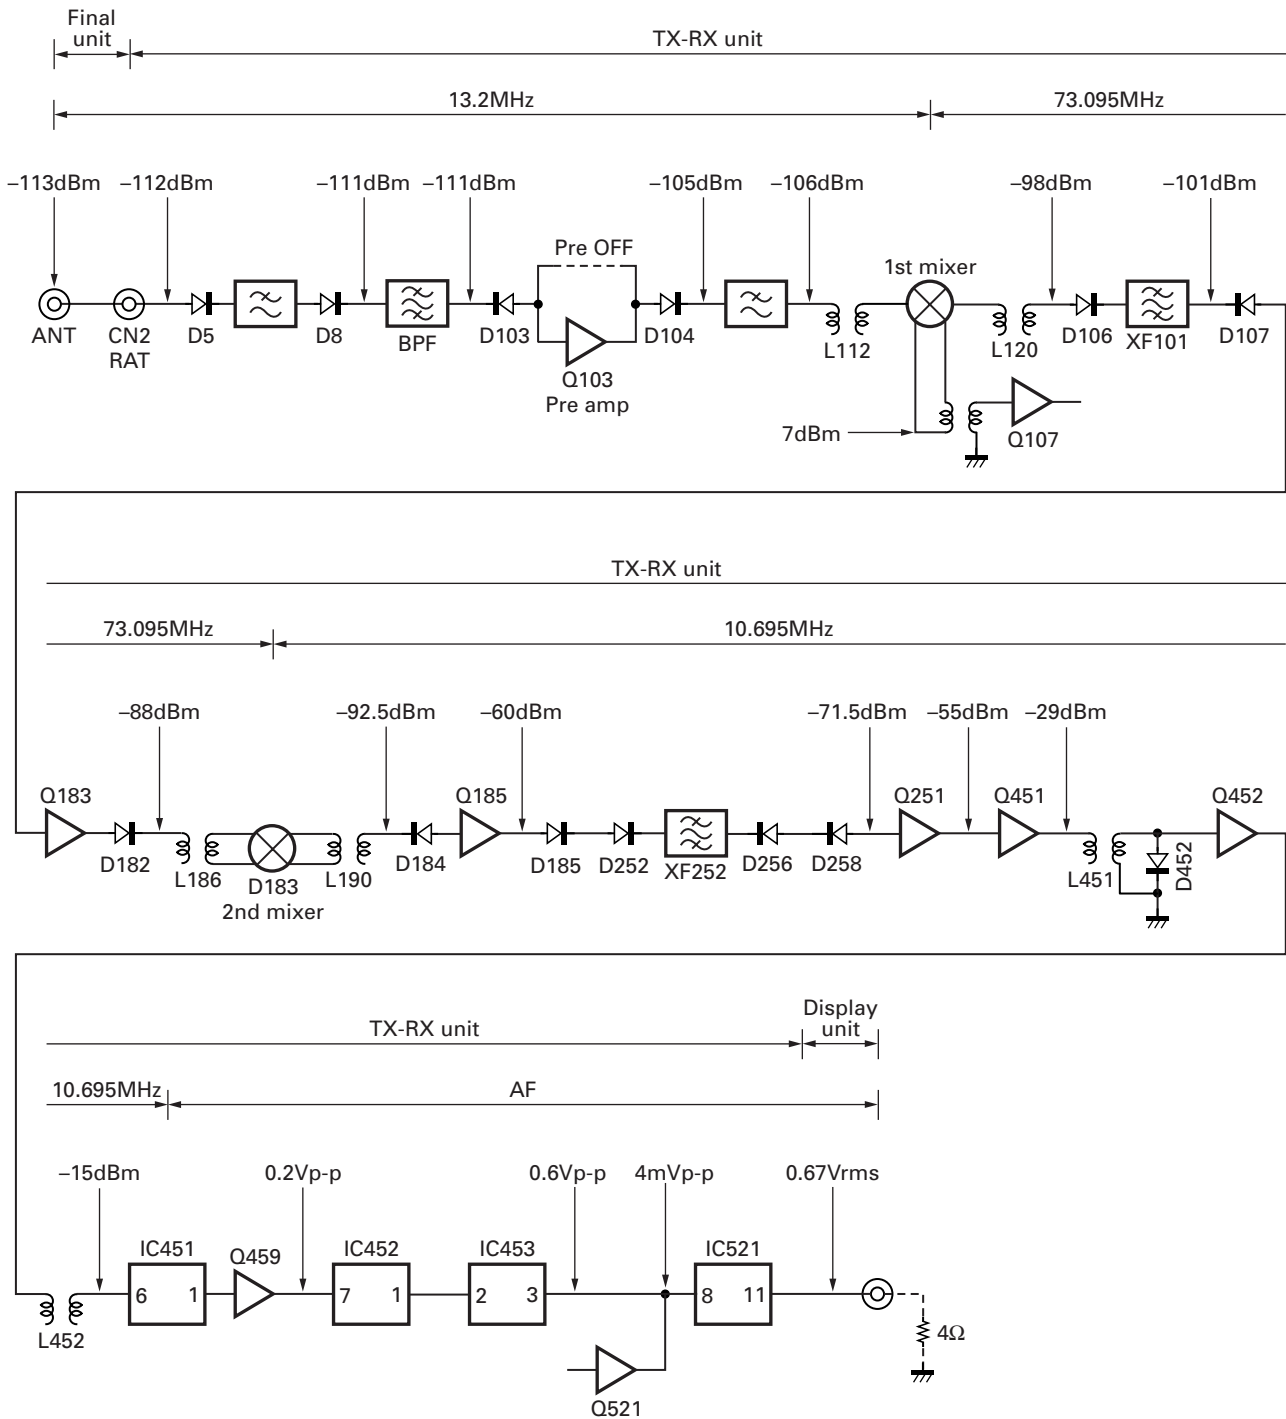 Final
unit
TX-RX unit
13.2MHz
73.095MHz
–113dBm
–112dBm
–111dBm
–111dBm
–105dBm
–106dBm
–98dBm
–101dBm
Pre OFF
1st mixer
ANT
CN2
RAT
D5
D8
BPF
D103
Q103
Pre amp
D104
L112
L120
D106
XF101
D107
7dBm
Q107
TX-RX unit
73.095MHz
10.695MHz
–88dBm
–92.5dBm
–60dBm
–71.5dBm
–55dBm
–29dBm
Q183
Q185
Q251
Q451
Q452
D182
L186
D183
2nd mixer
L190
D184
D185
D252
XF252
D256
D258
L451
D452
TX-RX unit
Display
unit
10.695MHz
AF
–15dBm
0.2Vp-p
0.6Vp-p
4mVp-p
0.67Vrms
IC451
Q459
IC452
IC453
IC521
6
1
7
1
2
3
8
11
L452
4Ω
Q521